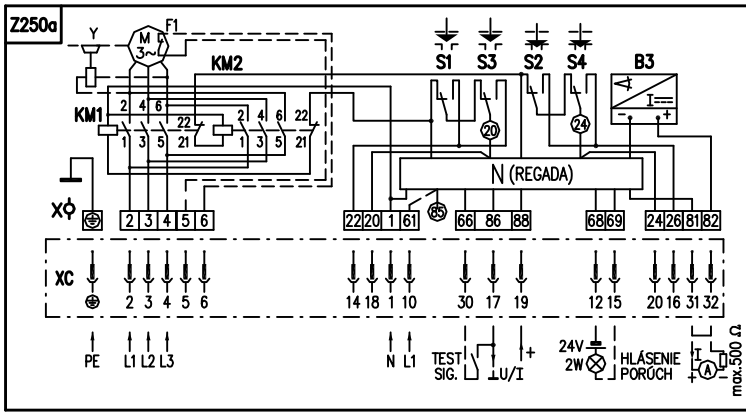 Z250a
Y M 3~ F1
KM2
S1 S3 S2 S4 B3
I
- +
KM1
2 4 6 22 2 4 6 22
1 3 5 21 1 3 5 21
20 24
N (REGADA)
X
2 3 4 5 6 22 20 1 61 85 66 86 88 68 69 24 26 81 82
XC
2 3 4 5 6 14 18 1 10 30 17 19 12 15 20 16 31 32
PE L1 L2 L3 N L1
TEST
SIG.
⊥U/I +
24V
2W
HLÁSENIE
PORÚCH
I
+ A -
max.500 Ω